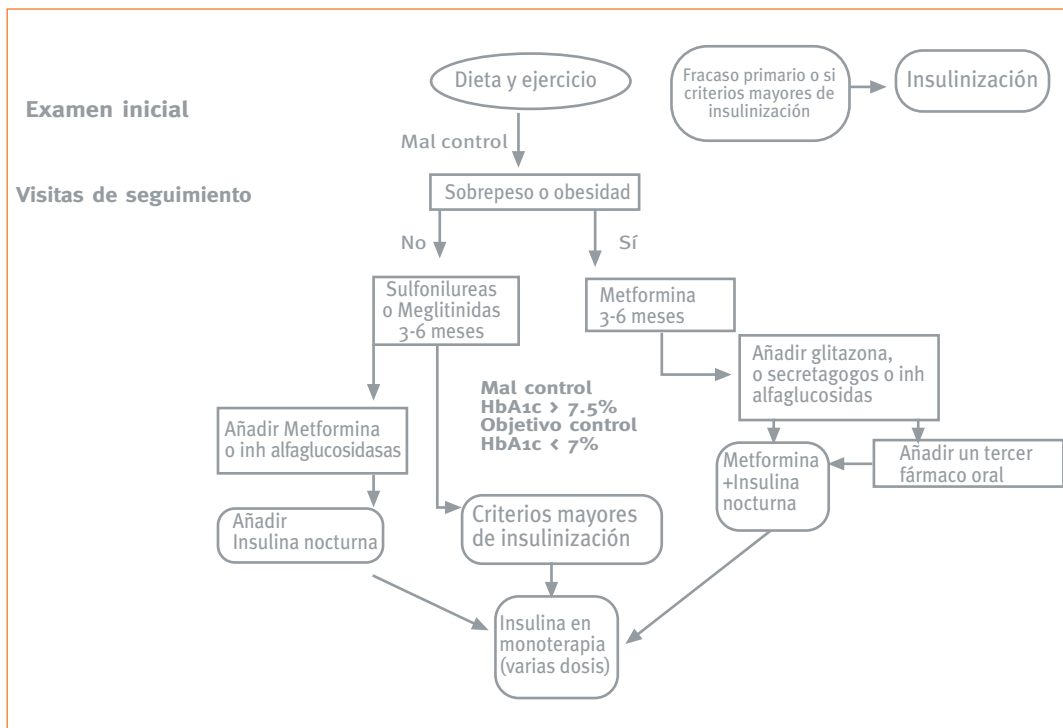 Examen inicial
Dieta y ejercicio
Fracaso primario o si
criterios mayores de
insulinización
Insulinización
Mal control
Visitas de seguimiento
Sobrepeso o obesidad
No
Sí
Sulfonilureas
o Meglitinidas
3-6 meses
Metformina
3-6 meses
Añadir glitazona,
o secretagogos o inh
alfaglucosidas
Mal control
HbA1c > 7.5%
Objetivo control
HbA1c < 7%
Añadir Metformina
o inh alfaglucosidasas
Metformina
+Insulina
nocturna
Añadir un tercer
fármaco oral
Añadir
Insulina nocturna
Criterios mayores
de insulinización
Insulina en
monoterapia
(varias dosis)